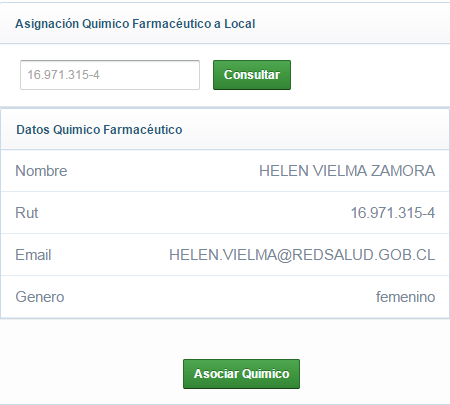 Asignación Quimico Farmacéutico a Local
16.971.315-4 Consultar
Datos Quimico Farmacéutico
Nombre HELEN VIELMA ZAMORA
Rut 16.971.315-4
Email HELEN.VIELMA@REDSALUD.GOB.CL
Genero femenino
Asociar Quimico